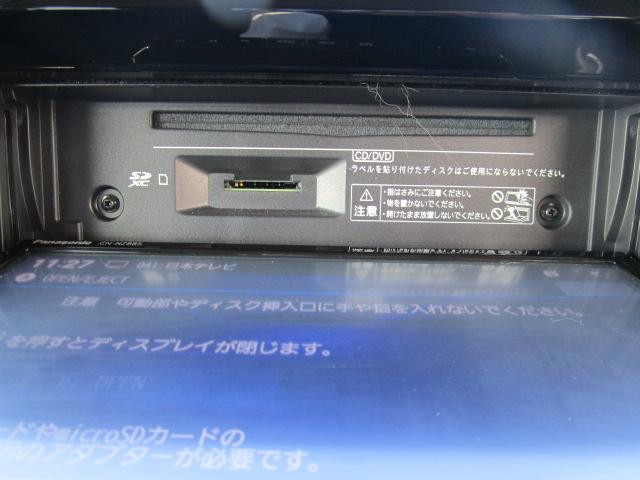 CD/DVD
ラベルを貼り付けたディスクはご使用にならないでください。
SD
XC
注意
・指はさみにご注意ください。
・物を置かないでください。
・開けたまま放置しないでください。
Panasonic
11:27 041:日本テレビ
OPEN/EJECT
注意 可動部やディスク挿入口に手や指を入れないでください。
を押すとディスプレイが閉じます。
OPEN
ードやmicroSDカードの
用のアダプターが必要です。